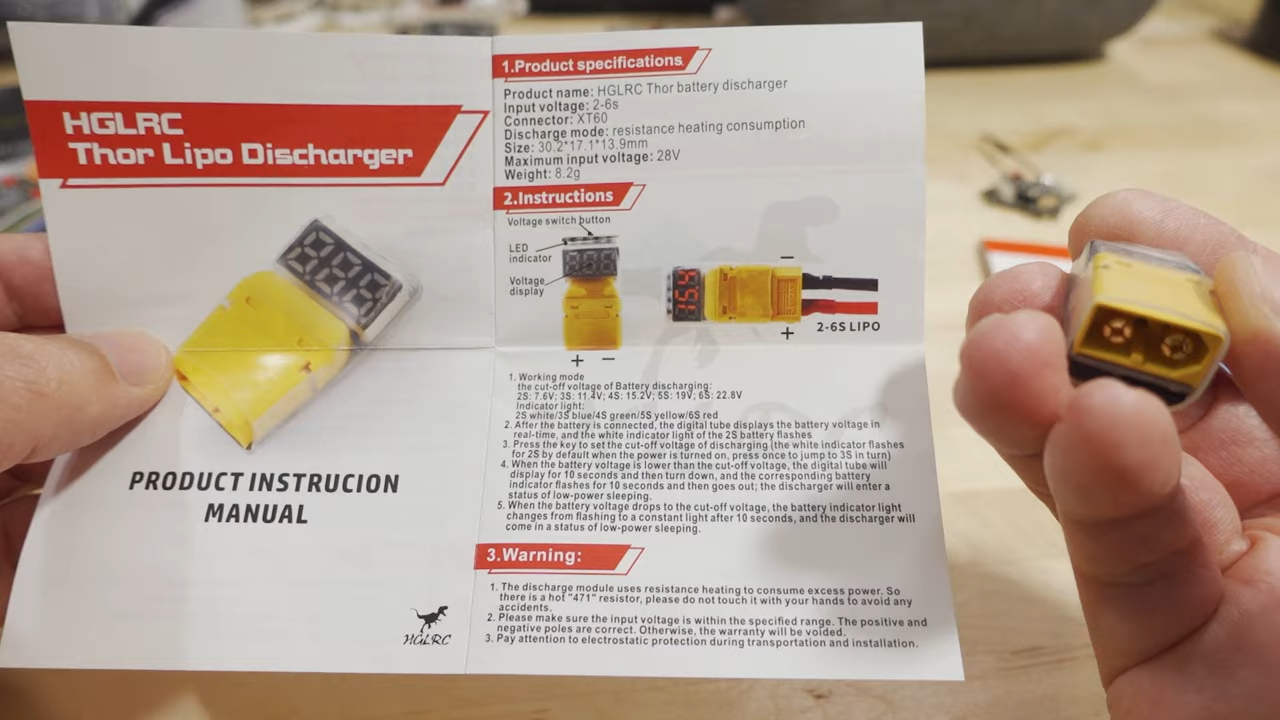 HGLRC
Thor Lipo Discharger
PRODUCT INSTRUCION
MANUAL
HGLRC
1.Product specifications
Product name: HGLRC Thor battery discharger
Input voltage: 2-6s
Connector: XT60
Discharge mode: resistance heating consumption
Size: 30.2*17.1*13.9mm
Maximum input voltage: 28V
Weight: 8.2g
2.Instructions
Voltage switch button
LED
indicator
Voltage
display
+ −
15.4
−
+
2-6S LIPO
1. Working mode
the cut-off voltage of Battery discharging:
2S: 7.6V; 3S: 11.4V; 4S: 15.2V; 5S: 19V; 6S: 22.8V
Indicator light:
2S white/3S blue/4S green/5S yellow/6S red
2. After the battery is connected, the digital tube displays the battery voltage in
real-time, and the white indicator light of the 2S battery flashes
3. Press the key to set the cut-off voltage of discharging (the white indicator flashes
for 2S by default when the power is turned on, press once to jump to 3S in turn)
4. When the battery voltage is lower than the cut-off voltage, the digital tube will
display for 10 seconds and then turn down, and the corresponding battery
indicator flashes for 10 seconds and then goes out; the discharger will enter a
status of low-power sleeping.
5. When the battery voltage drops to the cut-off voltage, the battery indicator light
changes from flashing to a constant light after 10 seconds, and the discharger will
come in a status of low-power sleeping.
3.Warning:
1. The discharge module uses resistance heating to consume excess power. So
there is a hot "471" resistor, please do not touch it with your hands to avoid any
accidents.
2. Please make sure the input voltage is within the specified range. The positive and
negative poles are correct. Otherwise, the warranty will be voided.
3. Pay attention to electrostatic protection during transportation and installation.